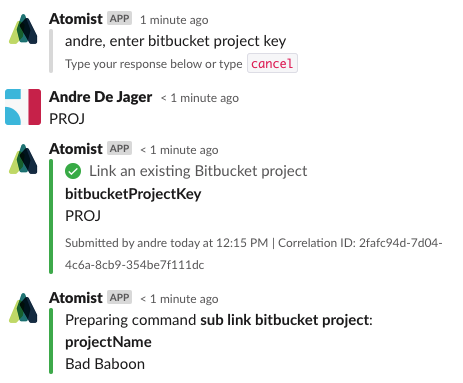 Atomist APP 1 minute ago
andre, enter bitbucket project key
Type your response below or type cancel
Andre De Jager < 1 minute ago
PROJ
Atomist APP < 1 minute ago
Link an existing Bitbucket project
bitbucketProjectKey
PROJ
Submitted by andre today at 12:15 PM | Correlation ID: 2fafc94d-7d04-
4c6a-8cb9-354be7f111dc
Atomist APP < 1 minute ago
Preparing command sub link bitbucket project:
projectName
Bad Baboon